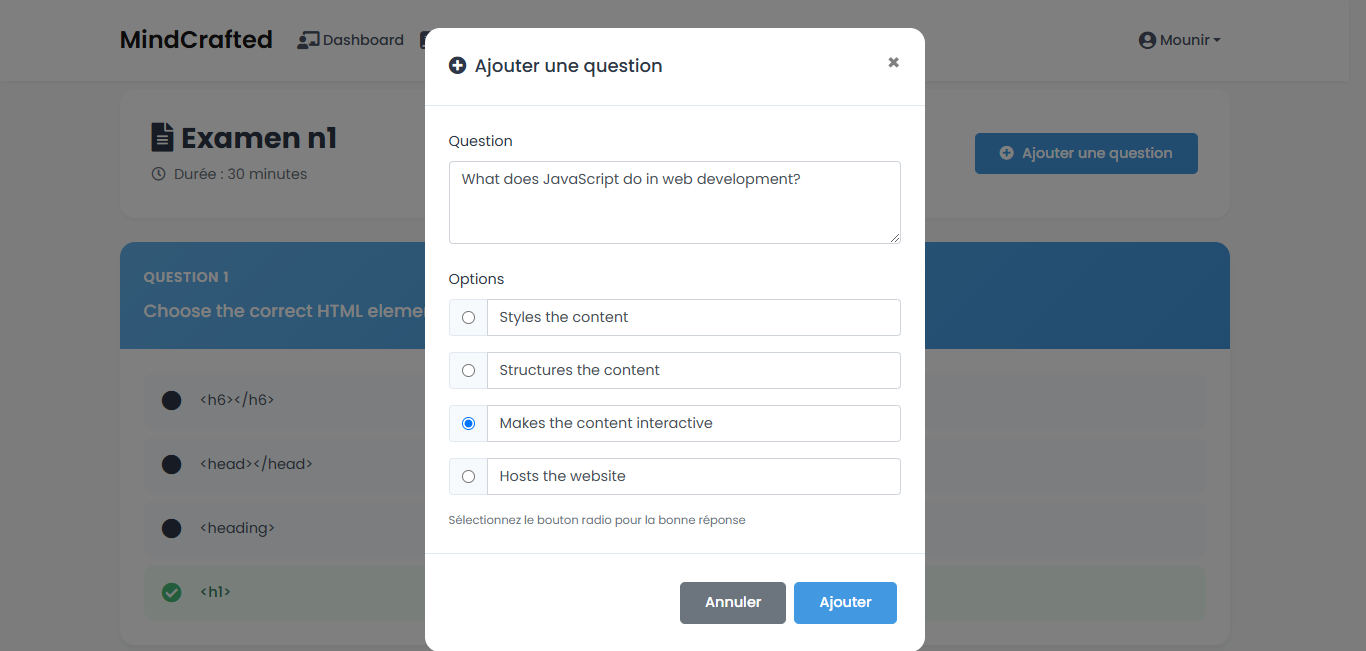 MindCrafted
Dashboard
Mounir
Ajouter une question
Examen n1
Durée : 30 minutes
Ajouter une question
Question
What does JavaScript do in web development?
Options
Styles the content
Structures the content
Makes the content interactive
Hosts the website
Sélectionnez le bouton radio pour la bonne réponse
Annuler
Ajouter
QUESTION 1
Choose the correct HTML
<h6></h6>
<head></head>
<heading>
<h1>